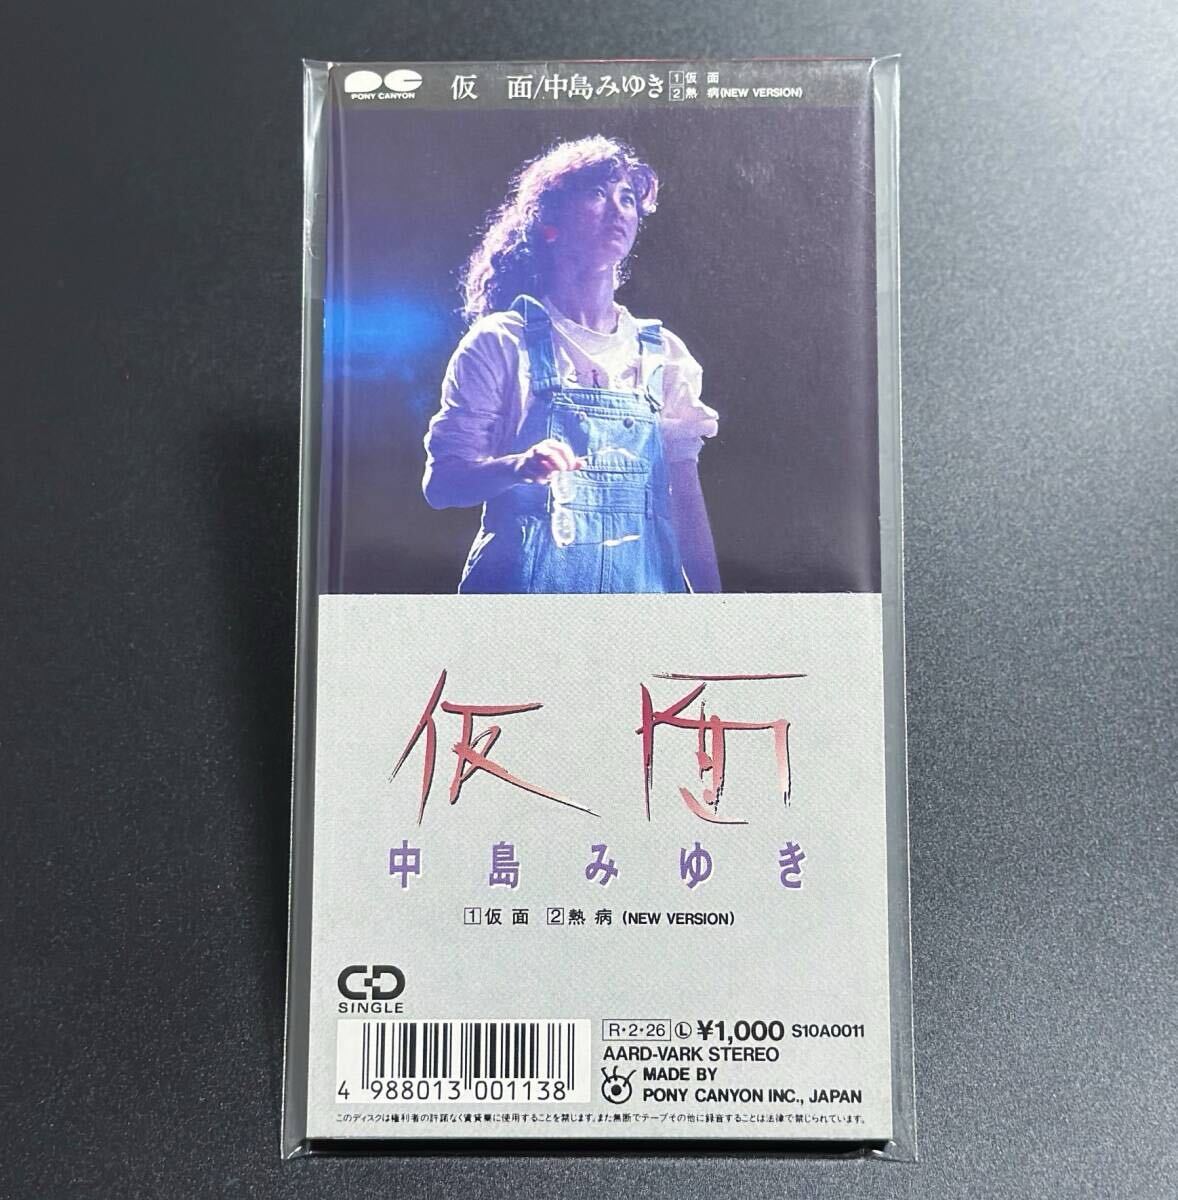 PONY CANYON
仮 面/中島みゆき 1仮 面
2熱 病(NEW VERSION)
仮 面
中島みゆき
1仮 面 2熱 病 (NEW VERSION)
CD
SINGLE
R・2・26 Ⓛ ¥1,000 S10A0011
AARD-VARK STEREO
MADE BY
PONY CANYON INC., JAPAN
4 988013 001138
このディスクは権利者の許諾なく賃貸業に使用することを禁じます。また無断でテープその他に録音することは法律で禁じられています。